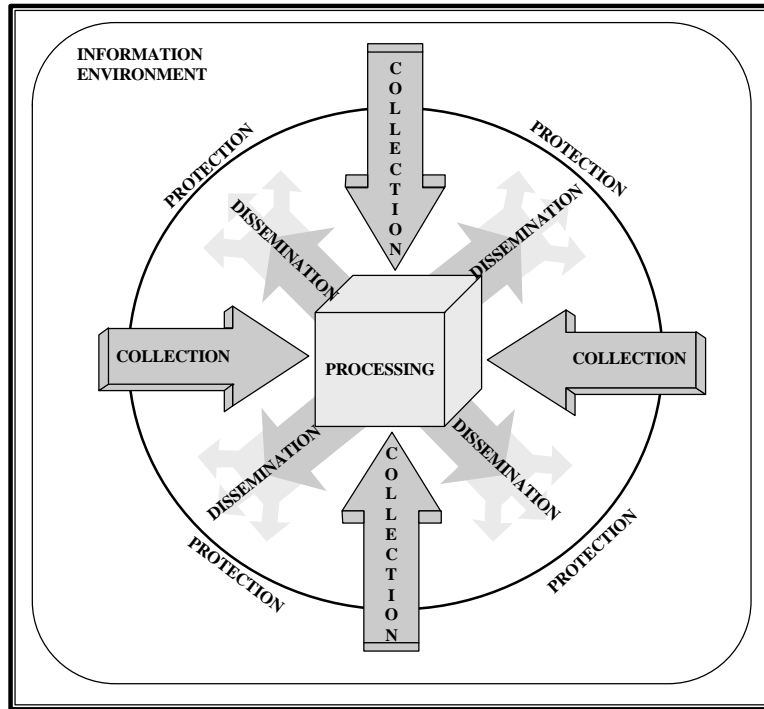 INFORMATION
ENVIRONMENT
COLLECTION
PROTECTION
PROTECTION
DISSEMINATION
DISSEMINATION
COLLECTION
PROCESSING
COLLECTION
DISSEMINATION
DISSEMINATION
COLLECTION
PROTECTION
PROTECTION